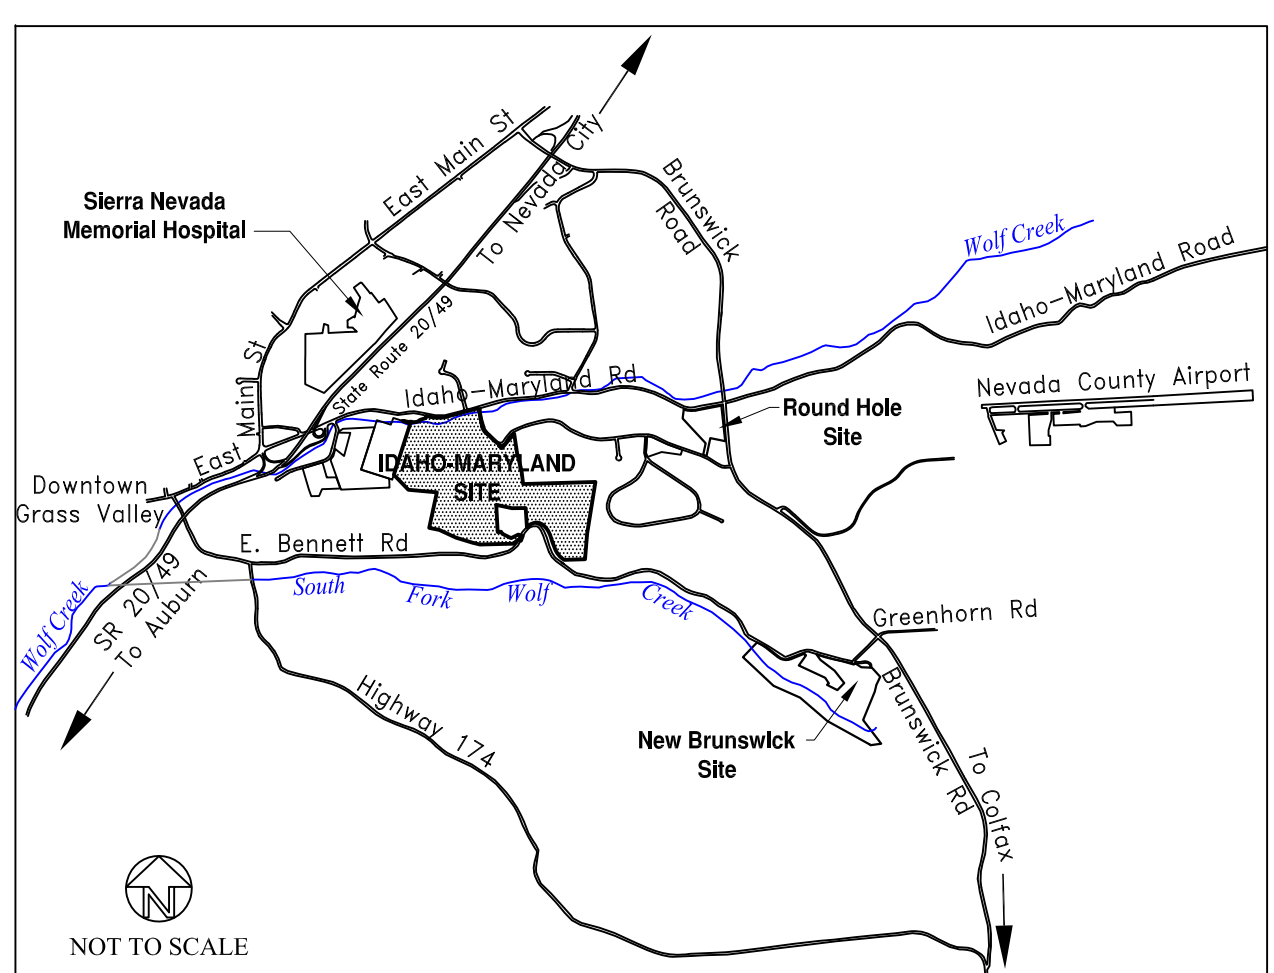 East Main St
To Nevada City
Brunswick
Road
Sierra Nevada
Memorial Hospital
Wolf Creek
Idaho-Maryland Road
State Route 20/49
East Main St
Idaho-Maryland Rd
Nevada County Airport
Round Hole
Site
IDAHO-MARYLAND
SITE
Downtown
Grass Valley
E. Bennett Rd
South Fork Wolf Creek
Wolf Creek
SR 20/49
To Auburn
Greenhorn Rd
Highway 174
New Brunswick
Site
Brunswick Rd
To Colfax
N
NOT TO SCALE